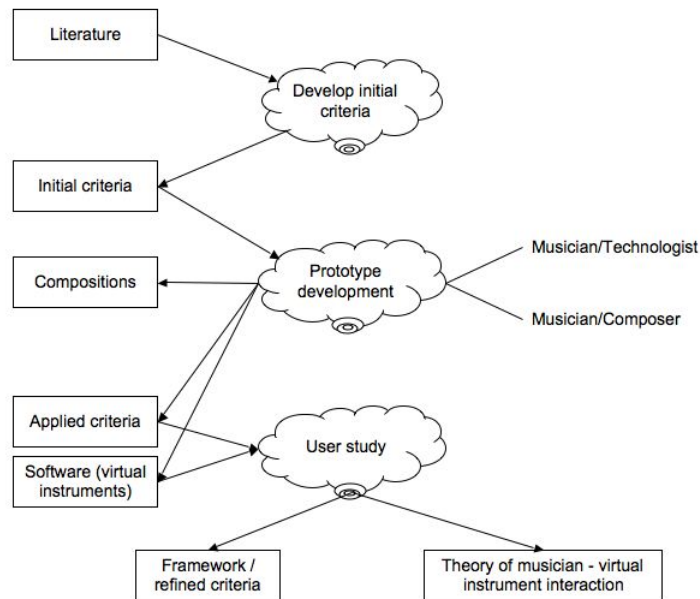 Literature
Develop initial
criteria
Initial criteria
Musician/Technologist
Compositions
Prototype
development
Musician/Composer
Applied criteria
User study
Software (virtual
instruments)
Framework /
refined criteria
Theory of musician - virtual
instrument interaction